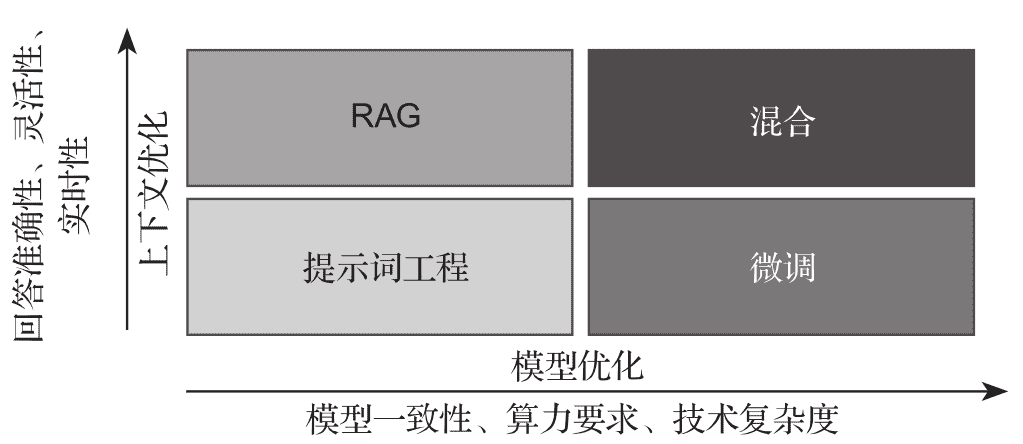 回答准确性、灵活性、
实时性
上下文优化
RAG
混合
提示词工程
微调
模型优化
模型一致性、算力要求、技术复杂度